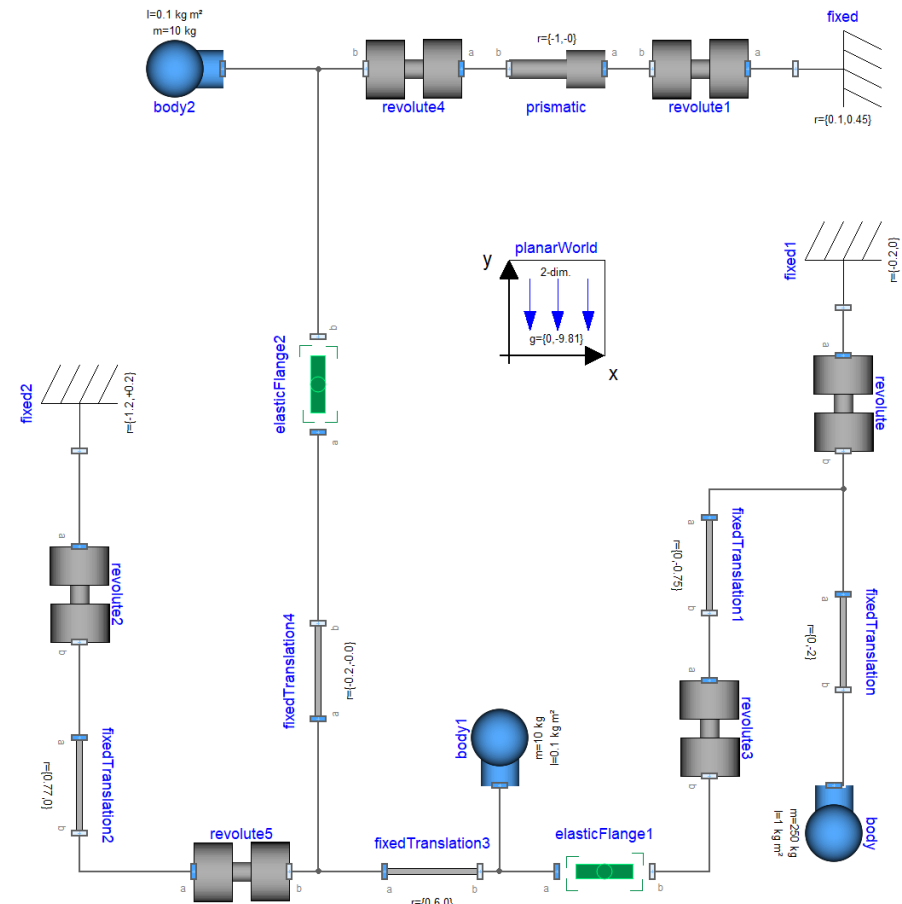 I=0.1 kg m²
m=10 kg
body2
b
a
revolute4
r={-1,-0}
b
a
prismatic
b
a
revolute1
fixed
r={0.1,0.45}
planarWorld
y
2-dim.
g={0,-9.81}
x
fixed1
r={-0.2,0}
a
revolute
b
elasticFlange2
b
a
fixed2
r={-1.2,+0.2}
a
revolute2
b
a
fixedTranslation1
r={0,-0.75}
b
a
fixedTranslation
r={0,-2}
b
fixedTranslation4
b
r={-0.2,-0.0}
a
a
revolute3
b
a
fixedTranslation2
r={0.77,0}
b
body1
m=10 kg
I=0.1 kg m²
body
m=250 kg
I=1 kg m²
revolute5
a
b
fixedTranslation3
a
b
r={0.6,0}
elasticFlange1
a
b